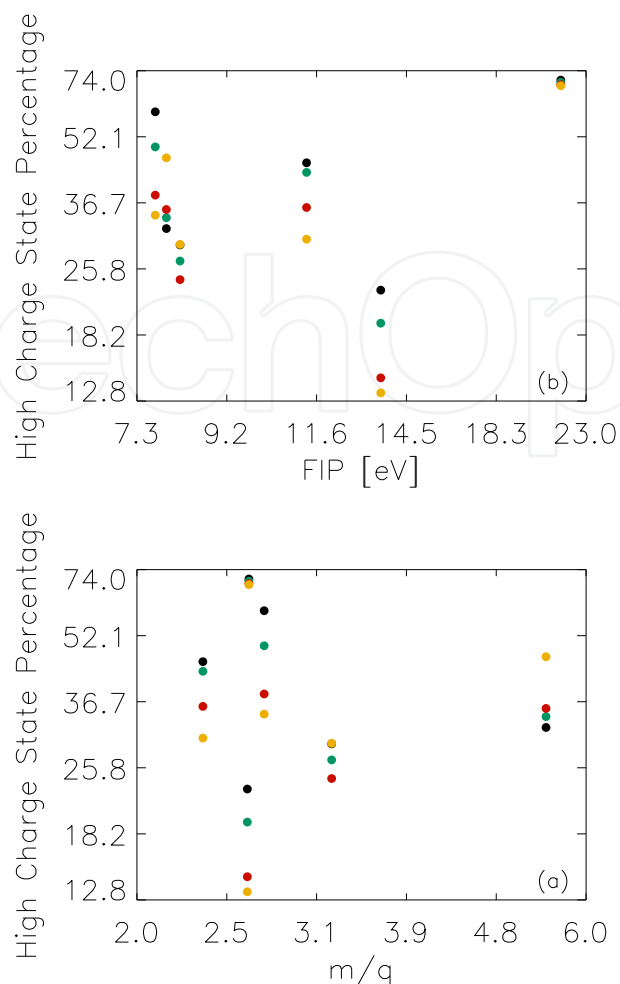 High Charge State Percentage
74.0
52.1
36.7
25.8
18.2
12.8
(b)
7.3 9.2 11.6 14.5 18.3 23.0
FIP [eV]
echOp
High Charge State Percentage
74.0
52.1
36.7
25.8
18.2
12.8
(a)
2.0 2.5 3.1 3.9 4.8 6.0
m/q